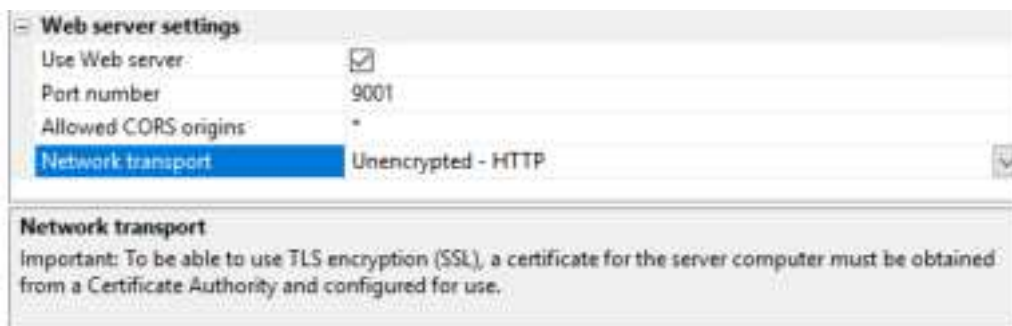 Web server settings
Use Web server
Port number 9001
Allowed CORS origins *
Network transport Unencrypted - HTTP
Network transport
Important: To be able to use TLS encryption (SSL), a certificate for the server computer must be obtained
from a Certificate Authority and configured for use.